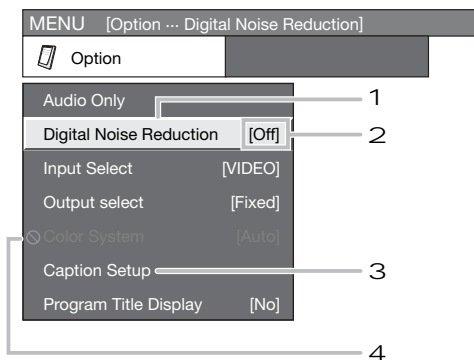 MENU [Option ··· Digital Noise Reduction]
Option
Audio Only
1
Digital Noise Reduction [Off]
2
Input Select [VIDEO]
Output select [Fixed]
Color System [Auto]
Caption Setup
3
Program Title Display [No]
4